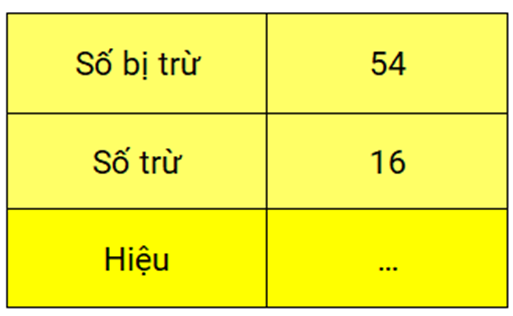 Số bị trừ 54
Số trừ 16
Hiệu ...